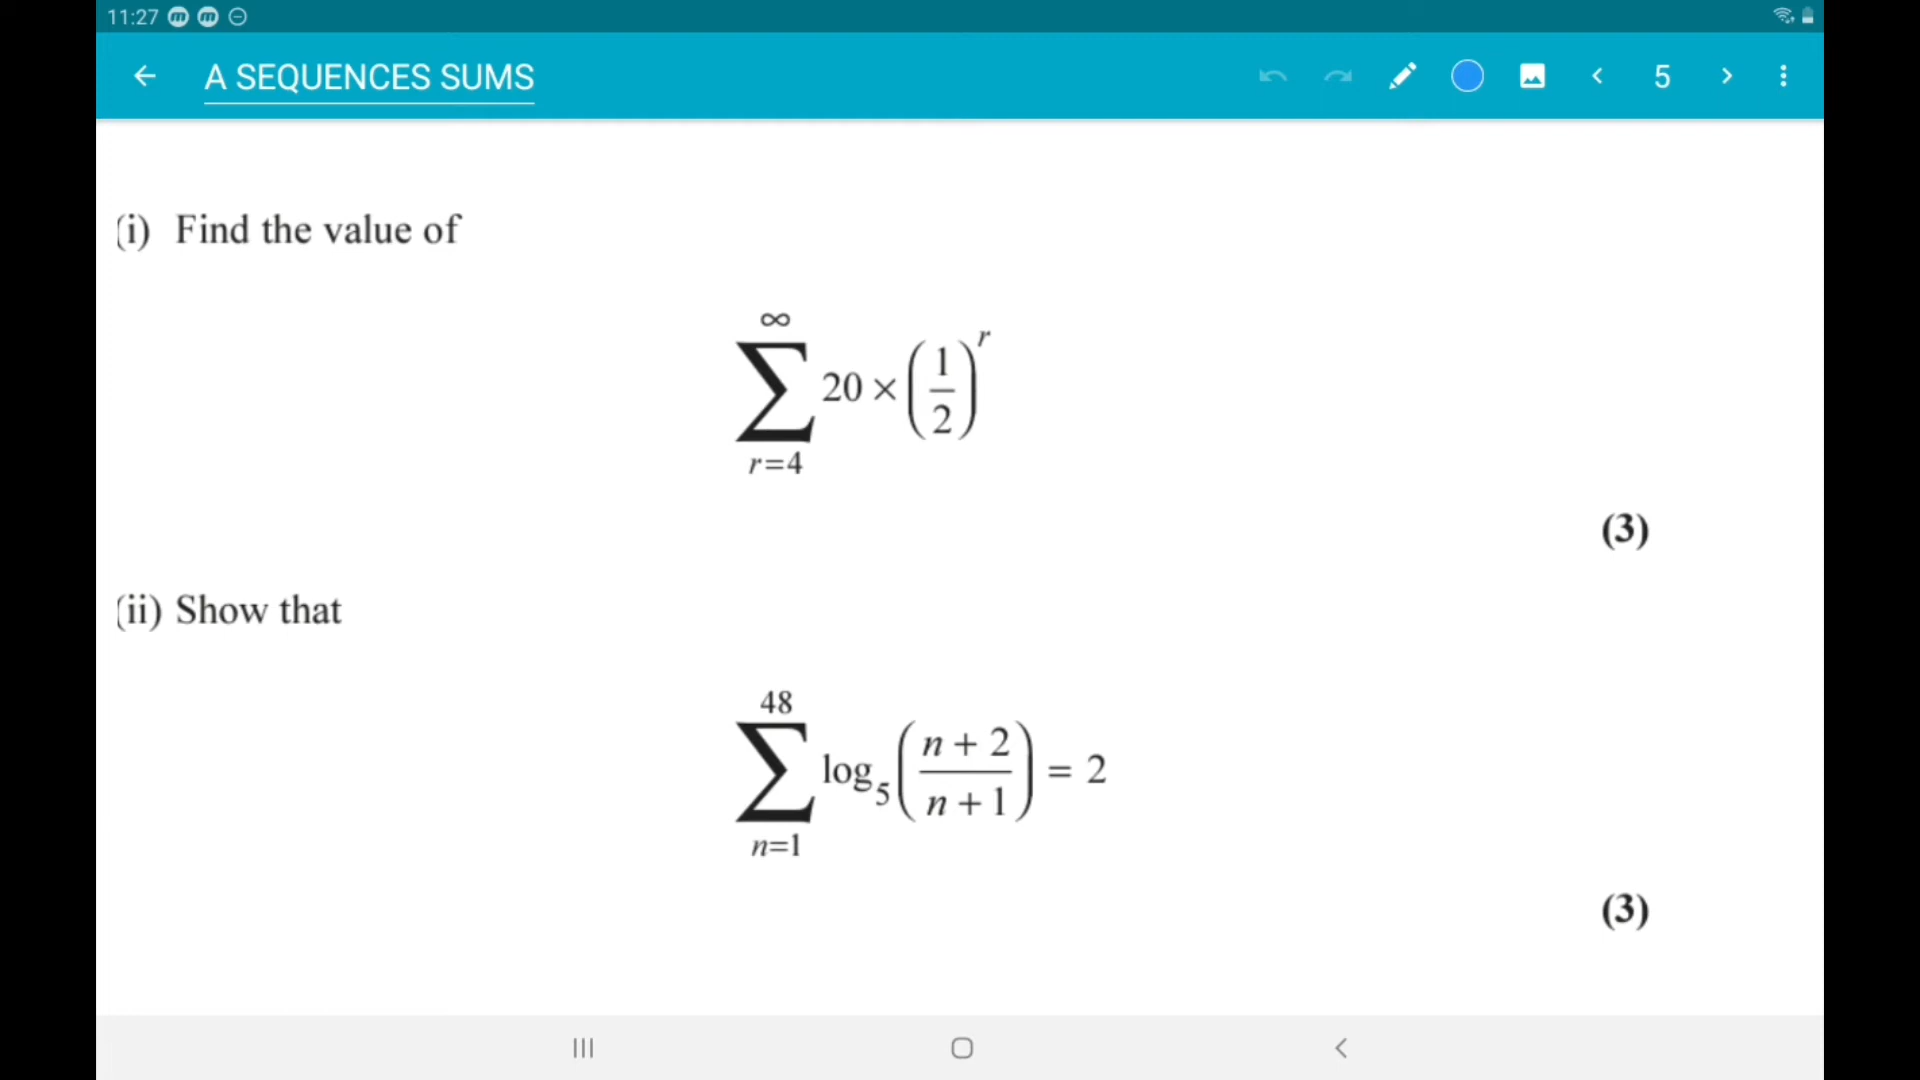 11:27
A SEQUENCES SUMS
5
(i) Find the value of
∞
∑ 20 × (1/2)^r
r=4
(3)
(ii) Show that
48
∑ log₅((n + 2)/(n + 1)) = 2
n=1
(3)